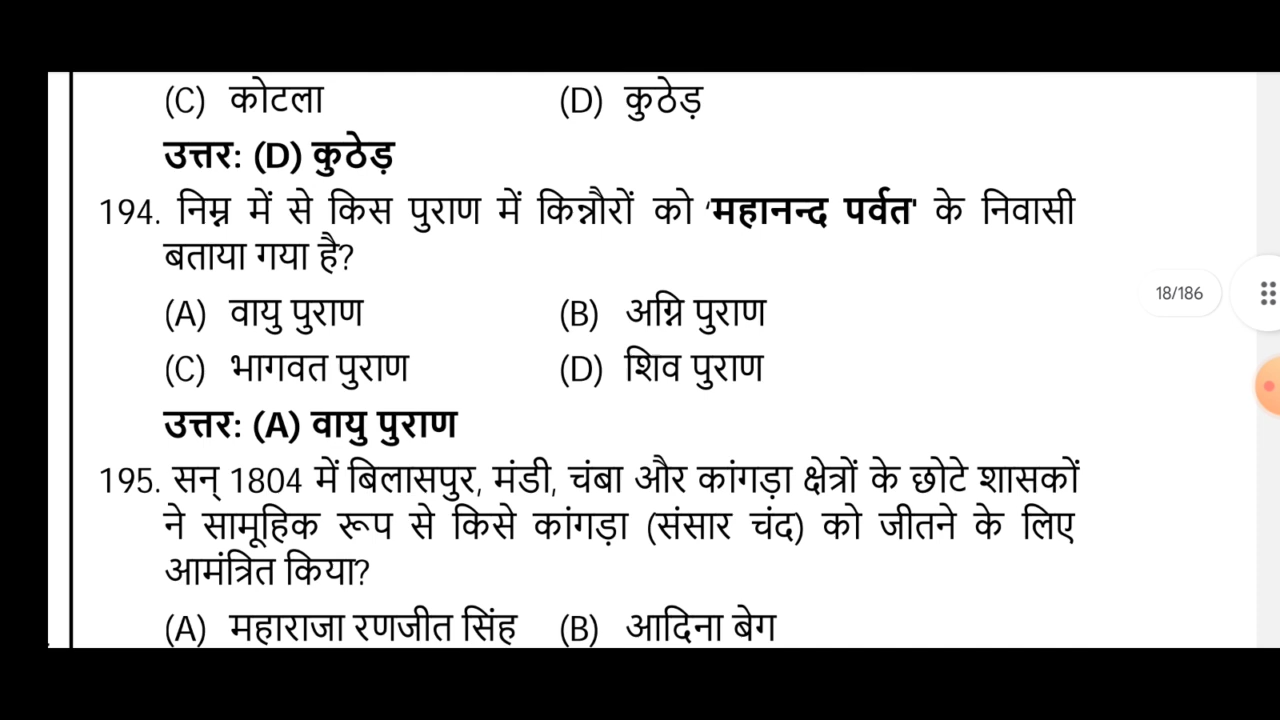 (C) कोटला (D) कुठेड़
उत्तर: (D) कुठेड़
194. निम्न में से किस पुराण में किन्नौरों को ‘महानन्द पर्वत' के निवासी
बताया गया है?
18/186
(A) वायु पुराण (B) अग्नि पुराण
(C) भागवत पुराण (D) शिव पुराण
उत्तर: (A) वायु पुराण
195. सन् 1804 में बिलासपुर, मंडी, चंबा और कांगड़ा क्षेत्रों के छोटे शासकों
ने सामूहिक रूप से किसे कांगड़ा (संसार चंद) को जीतने के लिए
आमंत्रित किया?
(A) महाराजा रणजीत सिंह (B) आदिना बेग